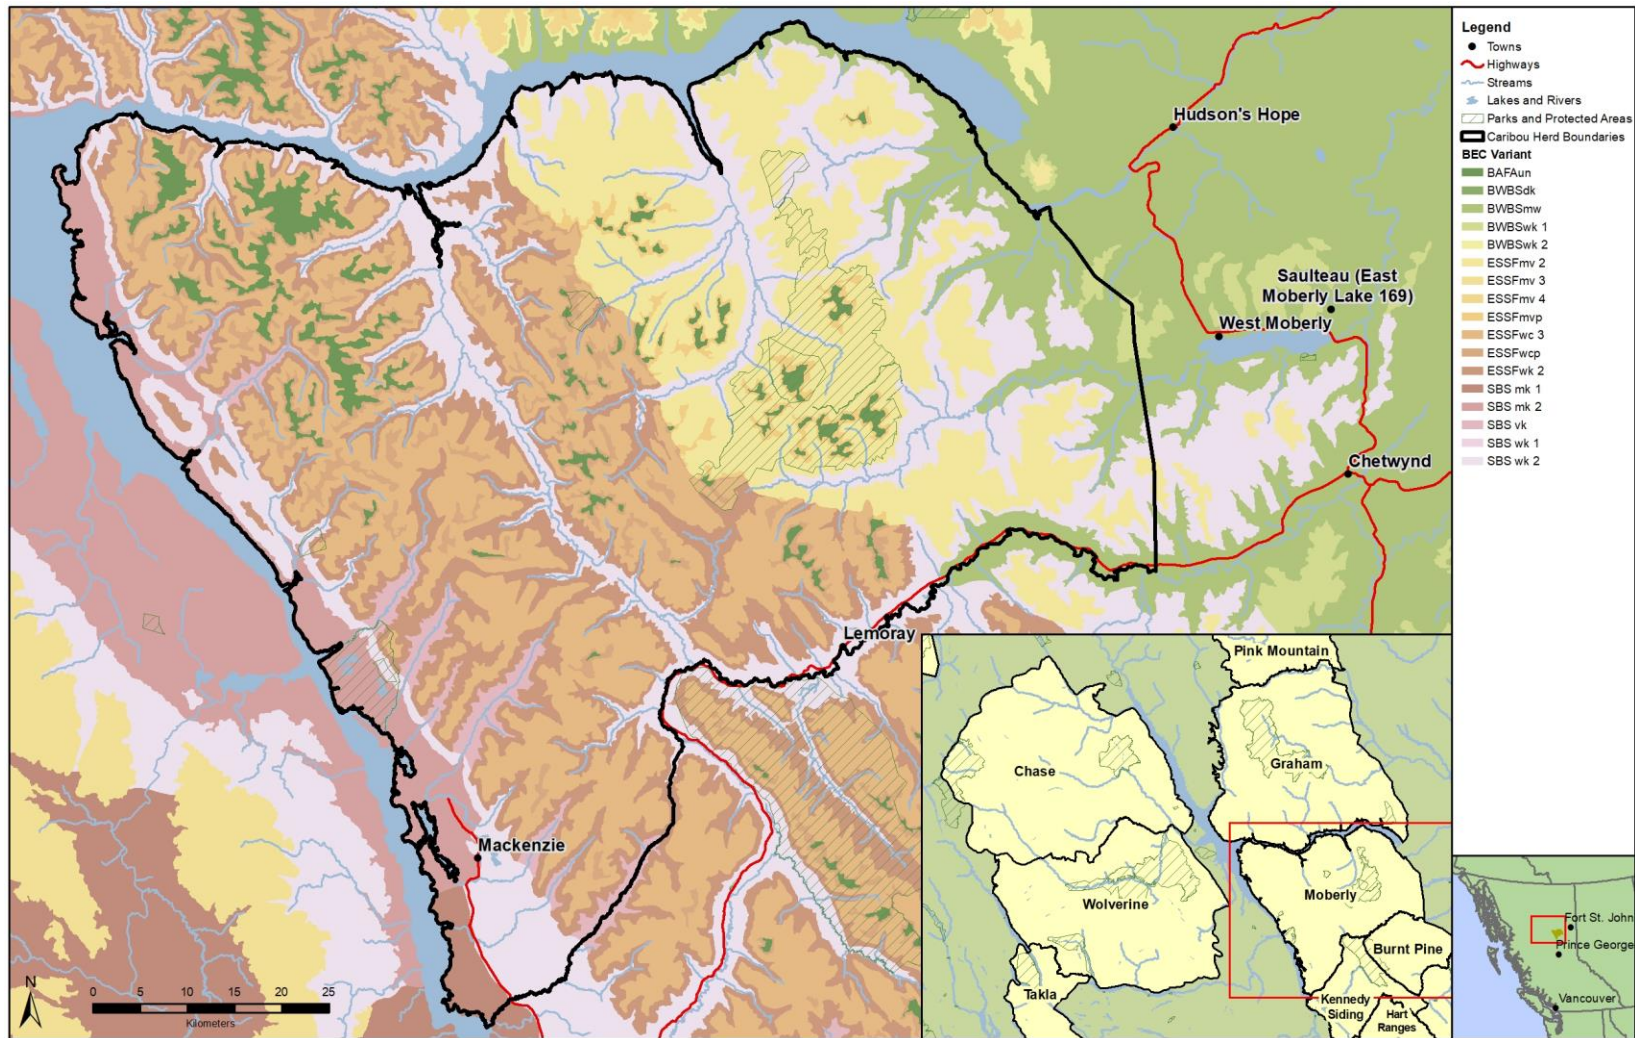 Hudson's Hope
Saulteau (East
Moberly Lake 169)
West Moberly
Chetwynd
Lemoray
Mackenzie
N
0 5 10 15 20 25
Kilometers
Pink Mountain
Chase
Graham
Wolverine
Moberly
Burnt Pine
Takla
Kennedy
Siding
Hart
Ranges
Legend
Towns
Highways
Streams
Lakes and Rivers
Parks and Protected Areas
Caribou Herd Boundaries
BEC Variant
BAFAun
BWBSdk
BWBSmw
BWBSwk 1
BWBSwk 2
ESSFmv 2
ESSFmv 3
ESSFmv 4
ESSFmvp
ESSFwc 3
ESSFwcp
ESSFwk 2
SBS mk 1
SBS mk 2
SBS vk
SBS wk 1
SBS wk 2
Fort St. John
Prince George
Vancouver